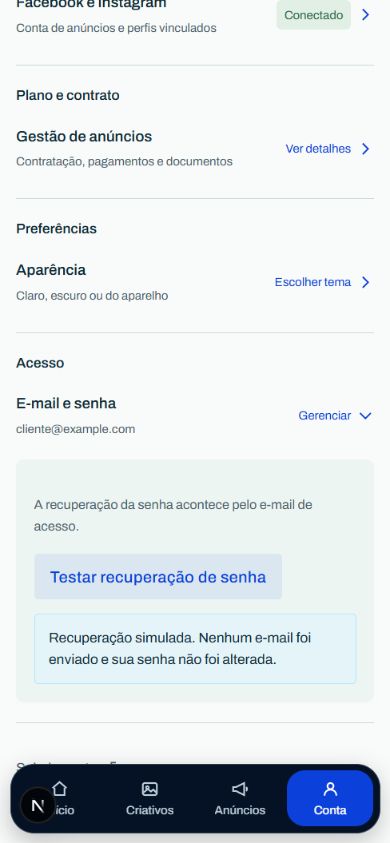 Facebook e Instagram
Conta de anúncios e perfis vinculados
Conectado
Plano e contrato
Gestão de anúncios
Contratação, pagamentos e documentos
Ver detalhes
Preferências
Aparência
Claro, escuro ou do aparelho
Escolher tema
Acesso
E-mail e senha
cliente@example.com
Gerenciar
A recuperação da senha acontece pelo e-mail de
acesso.
Testar recuperação de senha
Recuperação simulada. Nenhum e-mail foi
enviado e sua senha não foi alterada.
N
Criativos
Anúncios
Conta